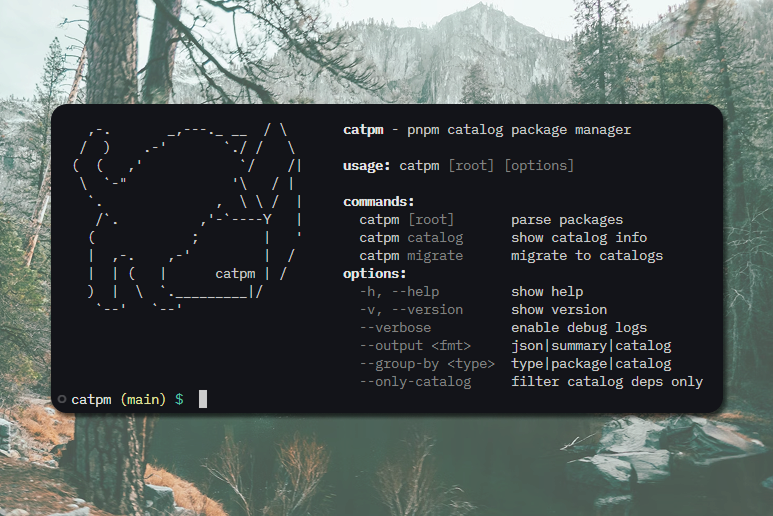 catpm - pnpm catalog package manager
usage: catpm [root] [options]
commands:
catpm [root] parse packages
catpm catalog show catalog info
catpm migrate migrate to catalogs
options:
-h, --help show help
-v, --version show version
--verbose enable debug logs
--output <fmt> json|summary|catalog
--group-by <type> type|package|catalog
--only-catalog filter catalog deps only
catpm
catpm (main) $